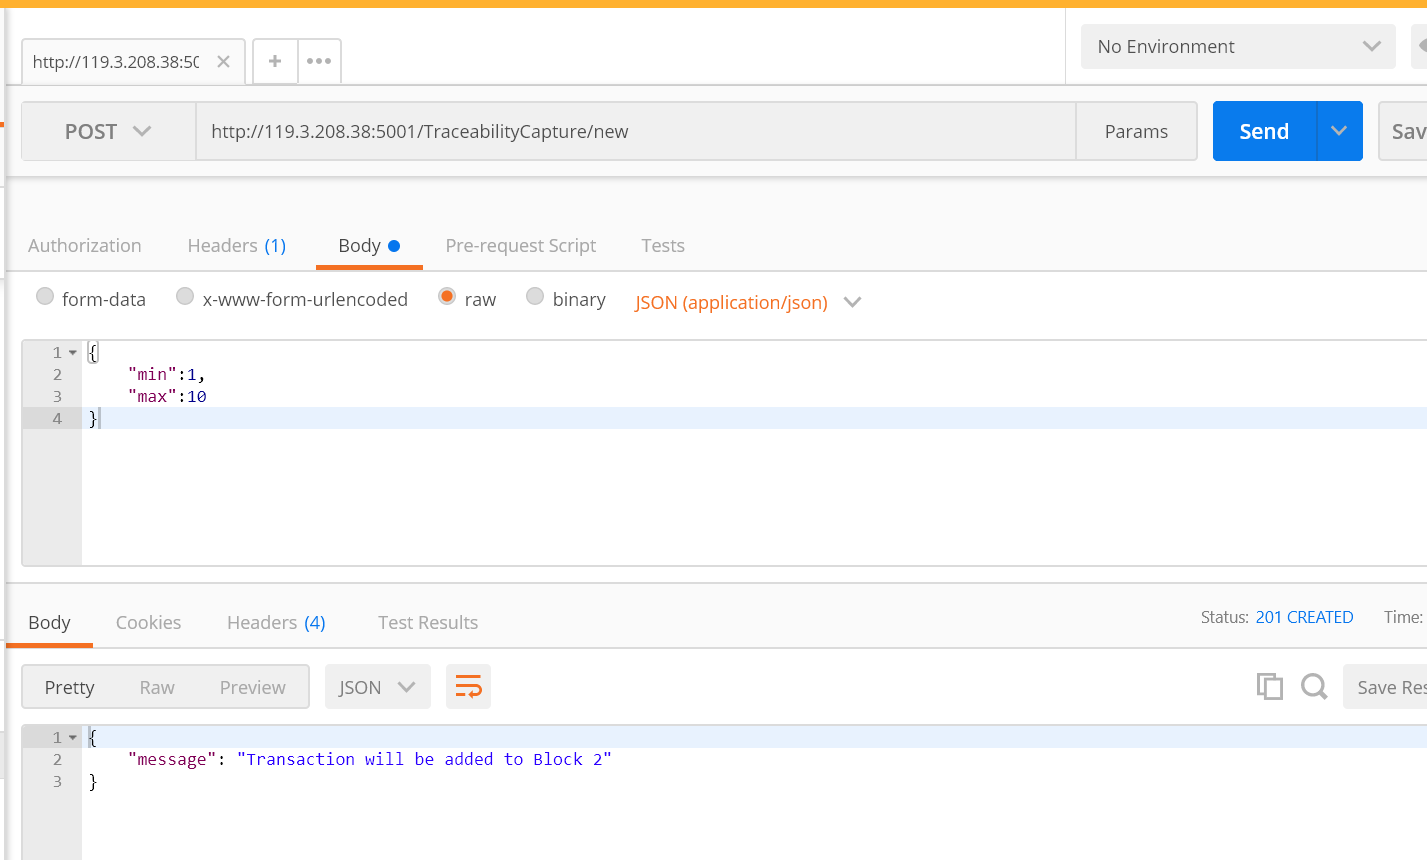 http://119.3.208.38:50
No Environment
POST
http://119.3.208.38:5001/TraceabilityCapture/new
Params
Send
Sav
Authorization
Headers (1)
Body
Pre-request Script
Tests
form-data
x-www-form-urlencoded
raw
binary
JSON (application/json)
1 {
2 "min":1,
3 "max":10
4 }
Body
Cookies
Headers (4)
Test Results
Status: 201 CREATED
Time:
Pretty
Raw
Preview
JSON
Save Res
1 {
2 "message": "Transaction will be added to Block 2"
3 }